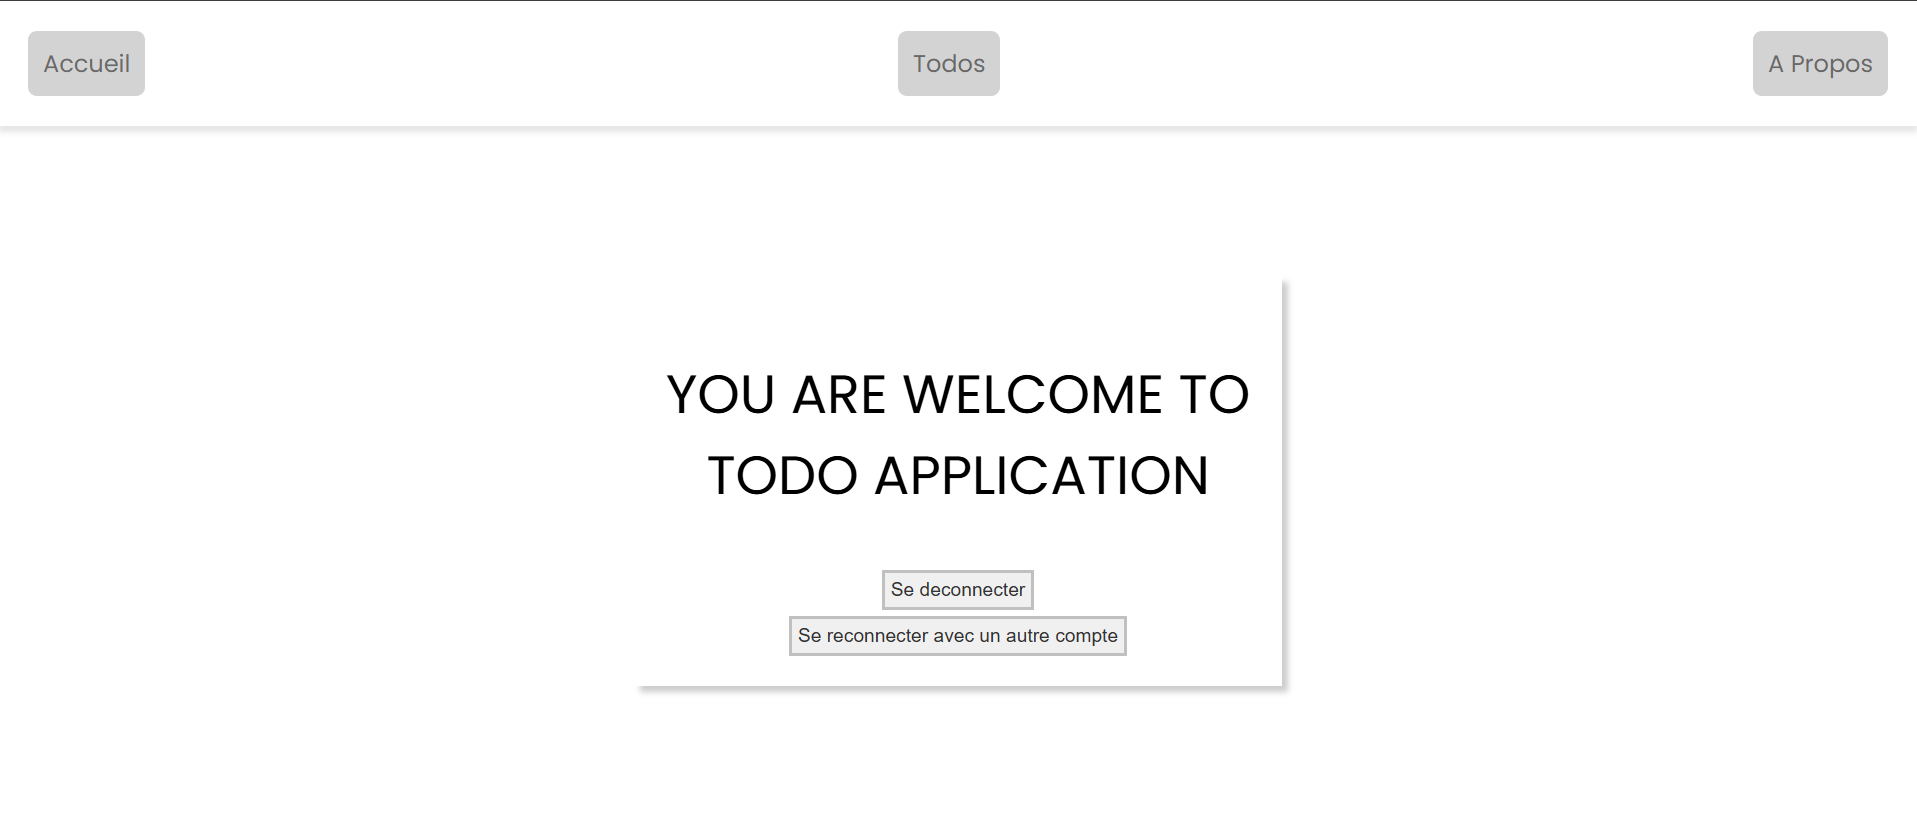 Accueil
Todos
A Propos
YOU ARE WELCOME TO
TODO APPLICATION
Se deconnecter
Se reconnecter avec un autre compte